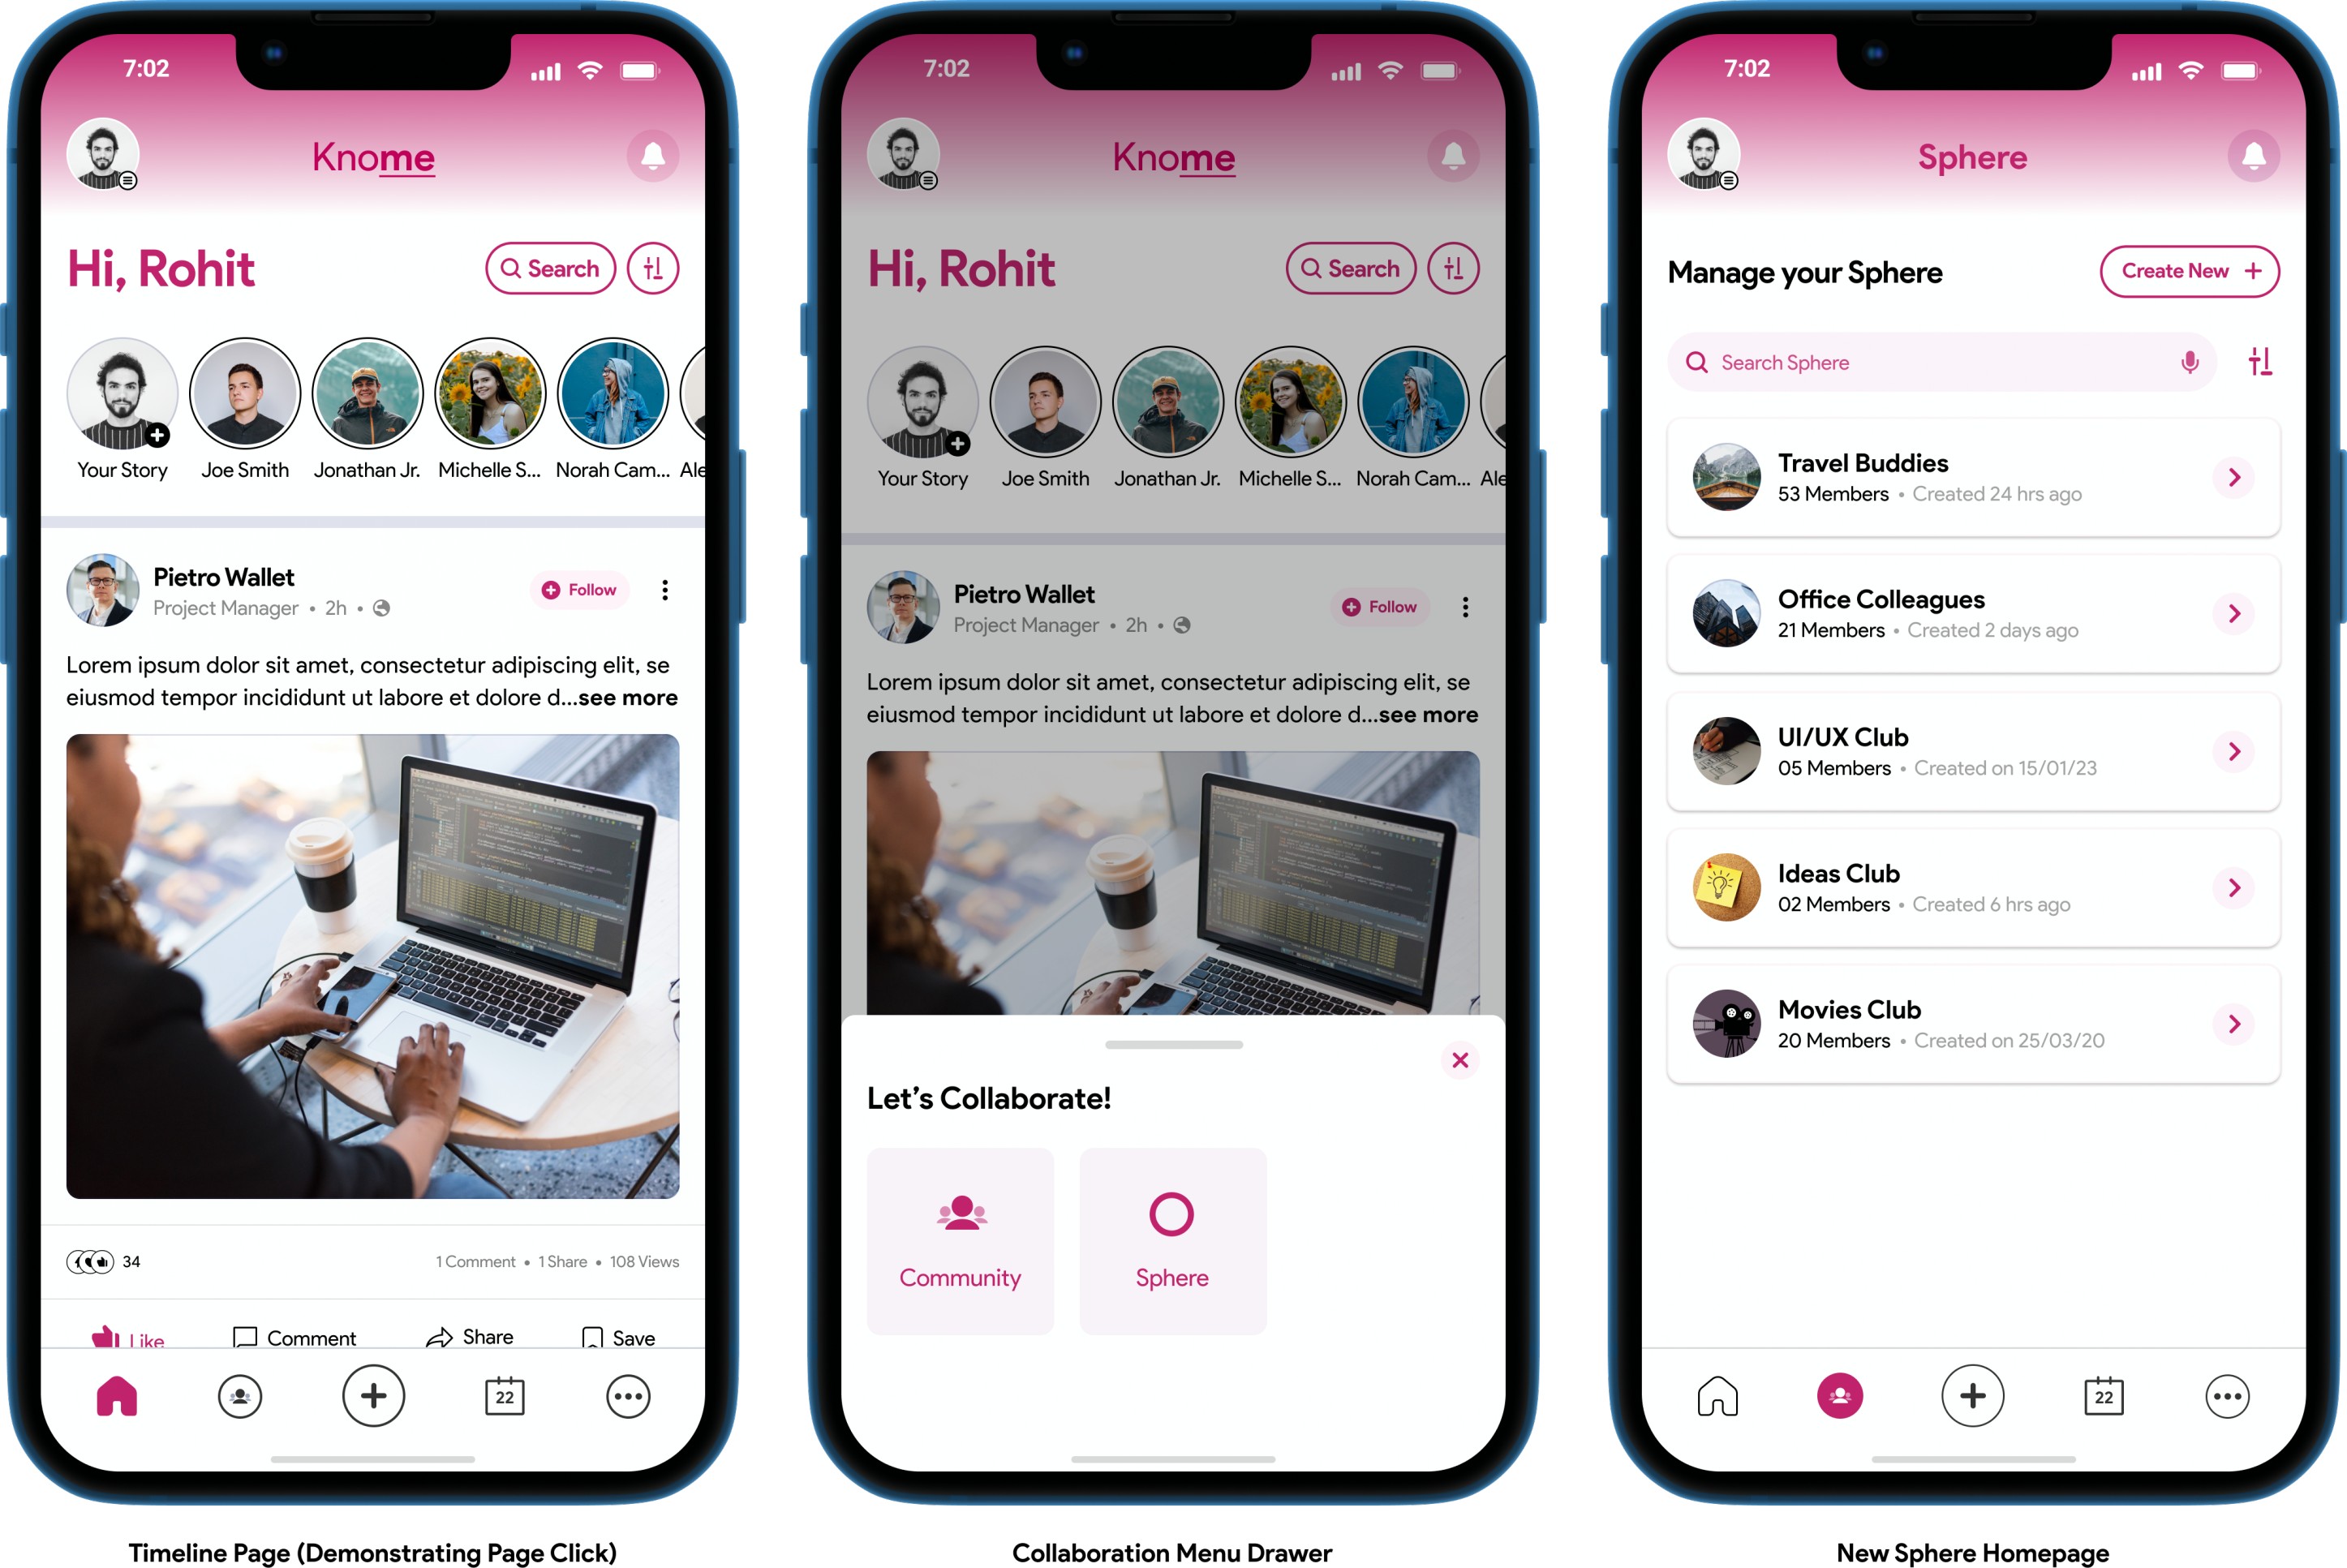 7:02
Knome
Hi, Rohit
Search
Your Story
Joe Smith
Jonathan Jr.
Michelle S...
Norah Cam...
Ale
Pietro Wallet
Project Manager • 2h •
Follow
Lorem ipsum dolor sit amet, consectetur adipiscing elit, se
eiusmod tempor incididunt ut labore et dolore d...see more
34
1 Comment • 1 Share • 108 Views
Like
Comment
Share
Save
22
Timeline Page (Demonstrating Page Click)
7:02
Knome
Hi, Rohit
Search
Your Story
Joe Smith
Jonathan Jr.
Michelle S...
Norah Cam...
Ale
Pietro Wallet
Project Manager • 2h •
Follow
Lorem ipsum dolor sit amet, consectetur adipiscing elit, se
eiusmod tempor incididunt ut labore et dolore d...see more
Let's Collaborate!
Community
Sphere
Collaboration Menu Drawer
7:02
Sphere
Manage your Sphere
Create New +
Search Sphere
Travel Buddies
53 Members • Created 24 hrs ago
Office Colleagues
21 Members • Created 2 days ago
UI/UX Club
05 Members • Created on 15/01/23
Ideas Club
02 Members • Created 6 hrs ago
Movies Club
20 Members • Created on 25/03/20
22
New Sphere Homepage